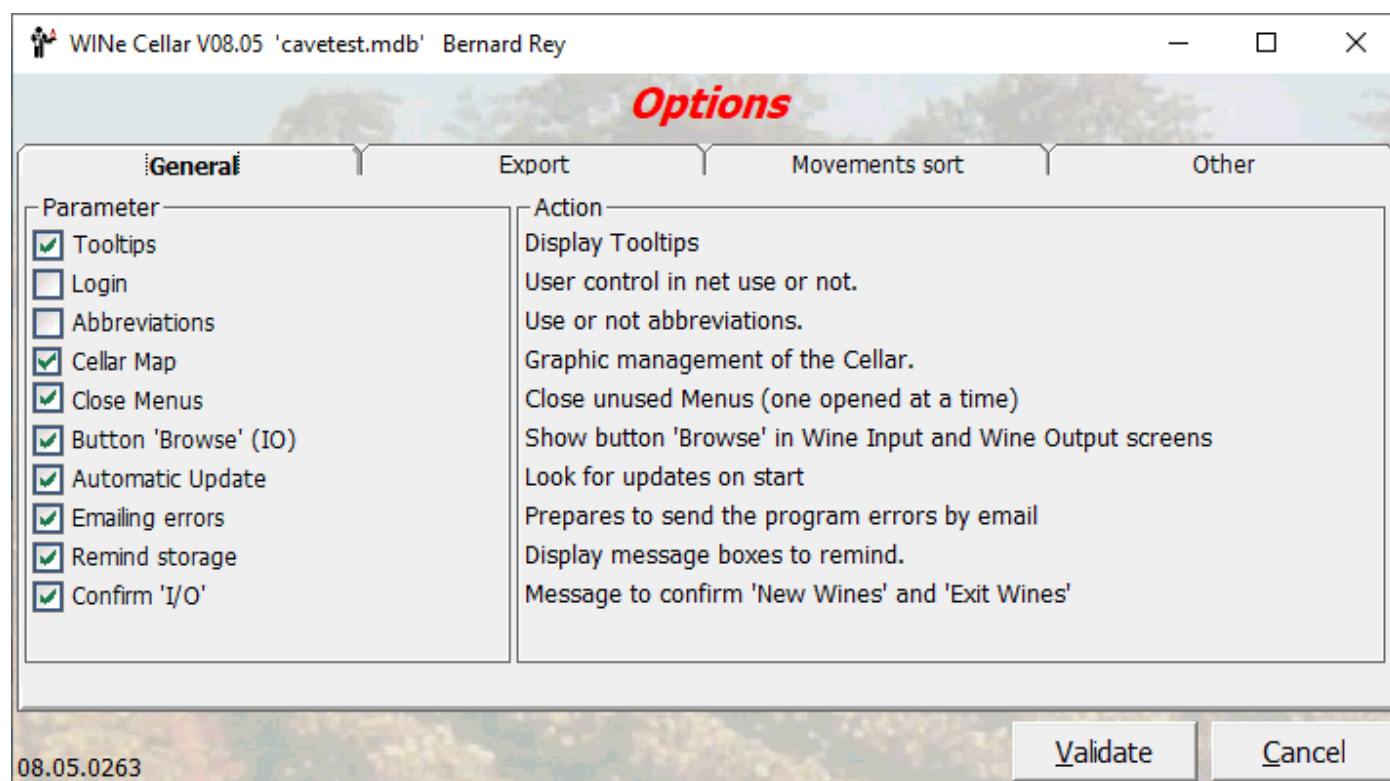 WINe Cellar V08.05 'cavetest.mdb' Bernard Rey
Options
General Export Movements sort Other
Parameter Action
Tooltips Display Tooltips
Login User control in net use or not.
Abbreviations Use or not abbreviations.
Cellar Map Graphic management of the Cellar.
Close Menus Close unused Menus (one opened at a time)
Button 'Browse' (IO) Show button 'Browse' in Wine Input and Wine Output screens
Automatic Update Look for updates on start
Emailing errors Prepares to send the program errors by email
Remind storage Display message boxes to remind.
Confirm 'I/O' Message to confirm 'New Wines' and 'Exit Wines'
Validate Cancel
08.05.0263